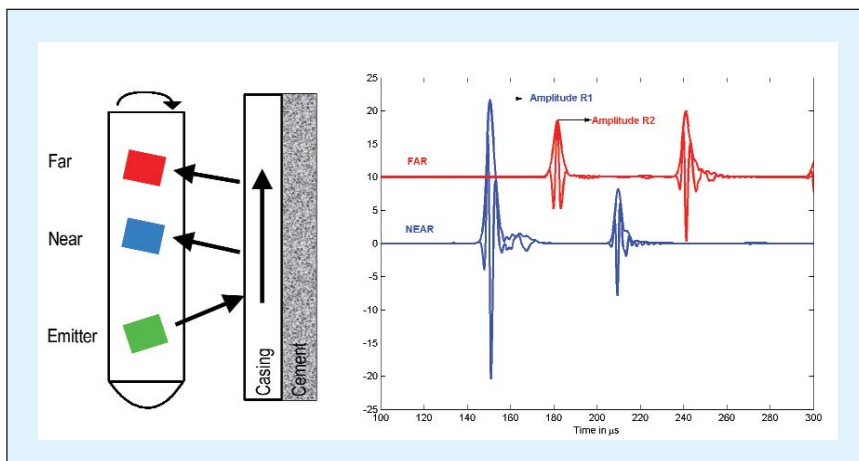 Far
Near
Emitter
Casing
Cement
25
20
15
10
5
0
-5
-10
-15
-20
-25
Amplitude R1
Amplitude R2
FAR
NEAR
100 120 140 160 180 200 220 240 260 280 300
Time in μs